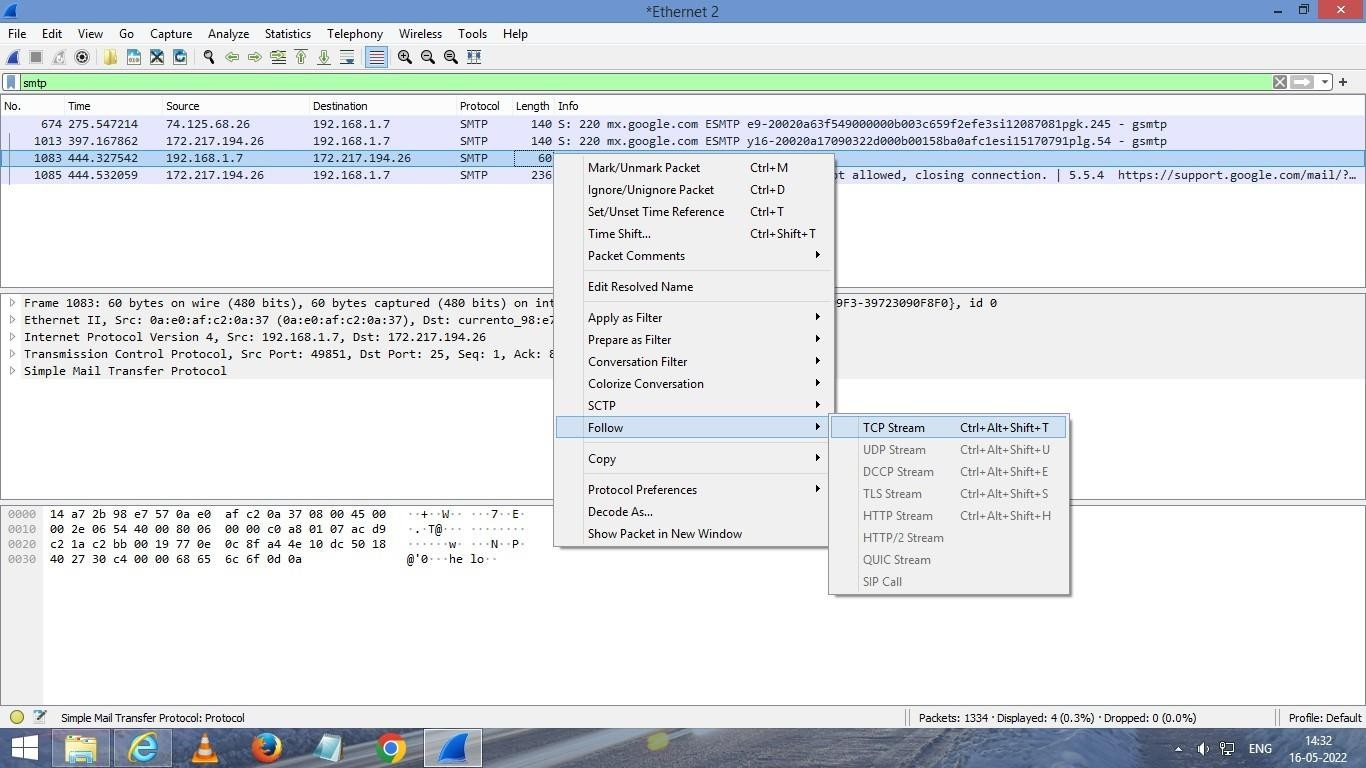 *Ethernet 2
File Edit View Go Capture Analyze Statistics Telephony Wireless Tools Help
smtp
No. Time Source Destination Protocol Length Info
674 275.547214 74.125.68.26 192.168.1.7 SMTP 140 S: 220 mx.google.com ESMTP e9-20020a63f549000000b003c659f2efe3si12087081pgk.245 - gsmtp
1013 397.167862 172.217.194.26 192.168.1.7 SMTP 140 S: 220 mx.google.com ESMTP y16-20020a17090322d000b00158ba0afc1esi15170791plg.54 - gsmtp
1083 444.327542 192.168.1.7 172.217.194.26 SMTP 60
1085 444.532059 172.217.194.26 192.168.1.7 SMTP 236 t allowed, closing connection. | 5.5.4 https://support.google.com/mail/?…
Mark/Unmark Packet Ctrl+M
Ignore/Unignore Packet Ctrl+D
Set/Unset Time Reference Ctrl+T
Time Shift... Ctrl+Shift+T
Packet Comments
Edit Resolved Name
Apply as Filter
Prepare as Filter
Conversation Filter
Colorize Conversation
SCTP
Follow
Copy
Protocol Preferences
Decode As...
Show Packet in New Window
TCP Stream Ctrl+Alt+Shift+T
UDP Stream Ctrl+Alt+Shift+U
DCCP Stream Ctrl+Alt+Shift+E
TLS Stream Ctrl+Alt+Shift+S
HTTP Stream Ctrl+Alt+Shift+H
HTTP/2 Stream
QUIC Stream
SIP Call
Frame 1083: 60 bytes on wire (480 bits), 60 bytes captured (480 bits) on int 9F3-39723090F8F0}, id 0
Ethernet II, Src: 0a:e0:af:c2:0a:37 (0a:e0:af:c2:0a:37), Dst: currento_98:e7
Internet Protocol Version 4, Src: 192.168.1.7, Dst: 172.217.194.26
Transmission Control Protocol, Src Port: 49851, Dst Port: 25, Seq: 1, Ack: 8
Simple Mail Transfer Protocol
0000 14 a7 2b 98 e7 57 0a e0 af c2 0a 37 08 00 45 00 ··+··W·· ···7··E·
0010 00 2e 06 54 40 00 80 06 00 00 c0 a8 01 07 ac d9 ·.·T@··· ········
0020 c2 1a c2 bb 00 19 77 0e 0c 8f a4 4e 10 dc 50 18 ······w· ···N··P·
0030 40 27 30 c4 00 00 68 65 6c 6f 0d 0a @'0···he lo··
Simple Mail Transfer Protocol: Protocol
Packets: 1334 · Displayed: 4 (0.3%) · Dropped: 0 (0.0%)
Profile: Default
ENG
14:32
16-05-2022